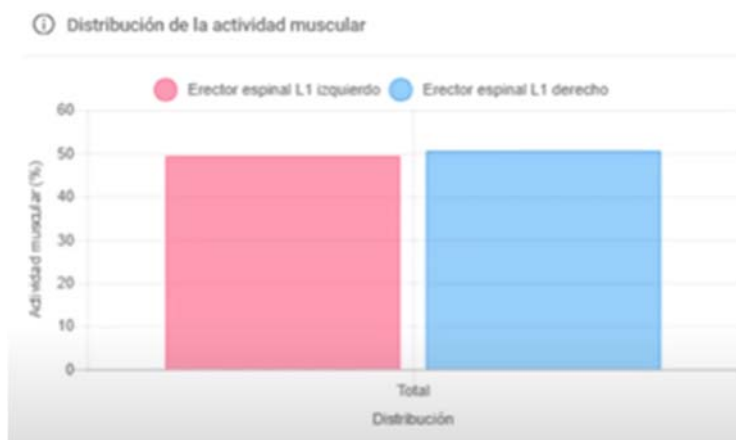 Distribución de la actividad muscular
Erector espinal L1 izquierdo Erector espinal L1 derecho
60
50
40
30
20
10
0
Actividad muscular (%)
Total
Distribución